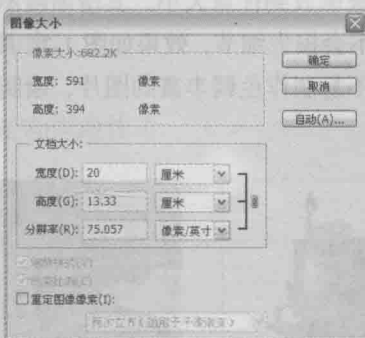 图像大小
像素大小:682.2K
确定
宽度: 591 像素
取消
高度: 394 像素
自动(A)...
文档大小:
宽度(D): 20 厘米
高度(G): 13.33 厘米
分辨率(R): 75.057 像素/英寸
重定图像像素(I):